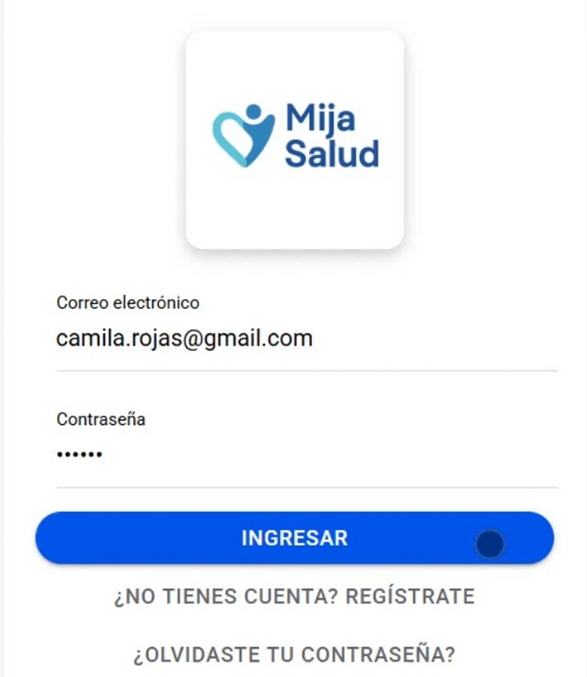 Mija
Salud
Correo electrónico
camila.rojas@gmail.com
Contraseña
••••••
INGRESAR
¿NO TIENES CUENTA? REGÍSTRATE
¿OLVIDASTE TU CONTRASEÑA?